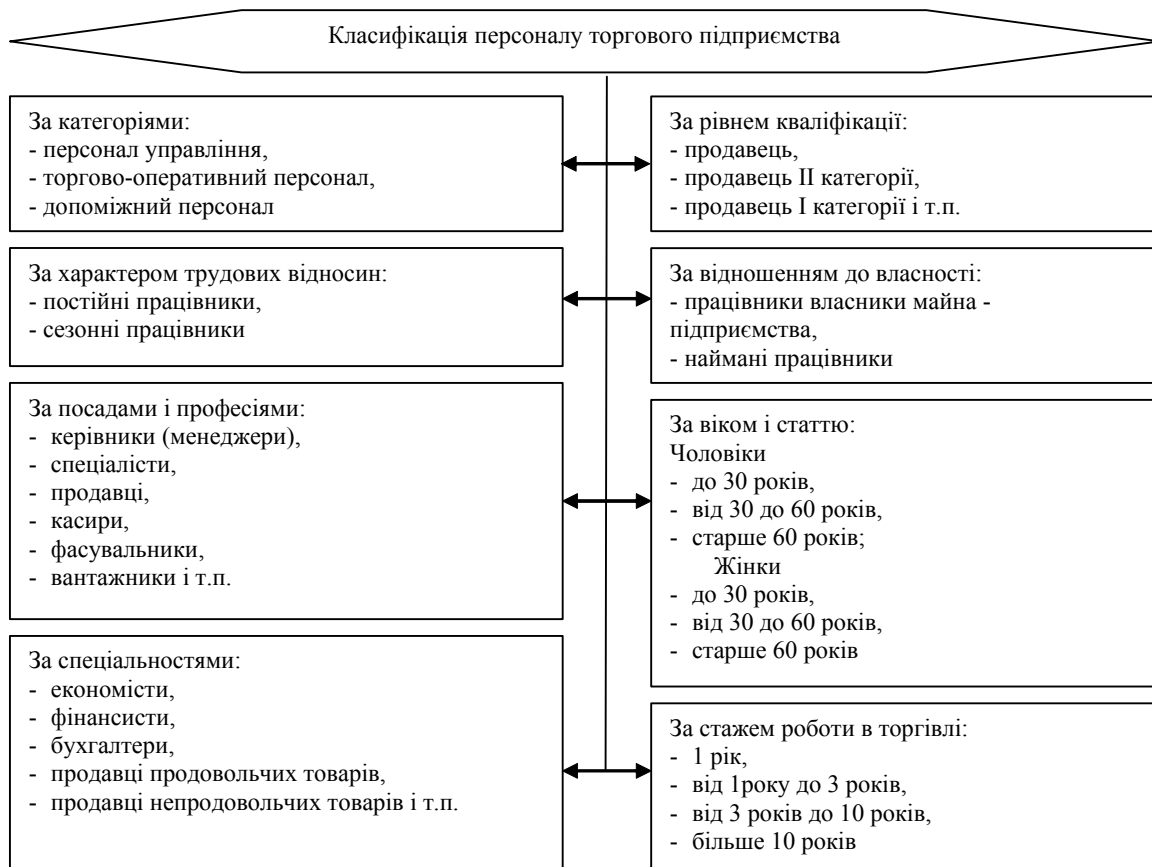 Класифікація персоналу торгового підприємства
За категоріями:
- персонал управління,
- торгово-оперативний персонал,
- допоміжний персонал
За рівнем кваліфікації:
- продавець,
- продавець II категорії,
- продавець I категорії і т.п.
За характером трудових відносин:
- постійні працівники,
- сезонні працівники
За відношенням до власності:
- працівники власники майна -
підприємства,
- наймані працівники
За посадами і професіями:
- керівники (менеджери),
- спеціалісти,
- продавці,
- касири,
- фасувальники,
- вантажники і т.п.
За віком і статтю:
Чоловіки
- до 30 років,
- від 30 до 60 років,
- старше 60 років;
Жінки
- до 30 років,
- від 30 до 60 років,
- старше 60 років
За спеціальностями:
- економісти,
- фінансисти,
- бухгалтери,
- продавці продовольчих товарів,
- продавці непродовольчих товарів і т.п.
За стажем роботи в торгівлі:
- 1 рік,
- від 1року до 3 років,
- від 3 років до 10 років,
- більше 10 років